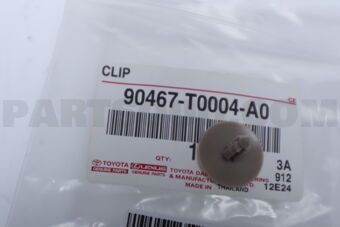 CLIP
90467-T0004-A0
QTY.
1
3A
TOYOTA LEXUS
GENUINE PARTS GENUINE PARTS
TOYOTA
& MANUFACTURING
MADE IN THAILAND
912
12E24